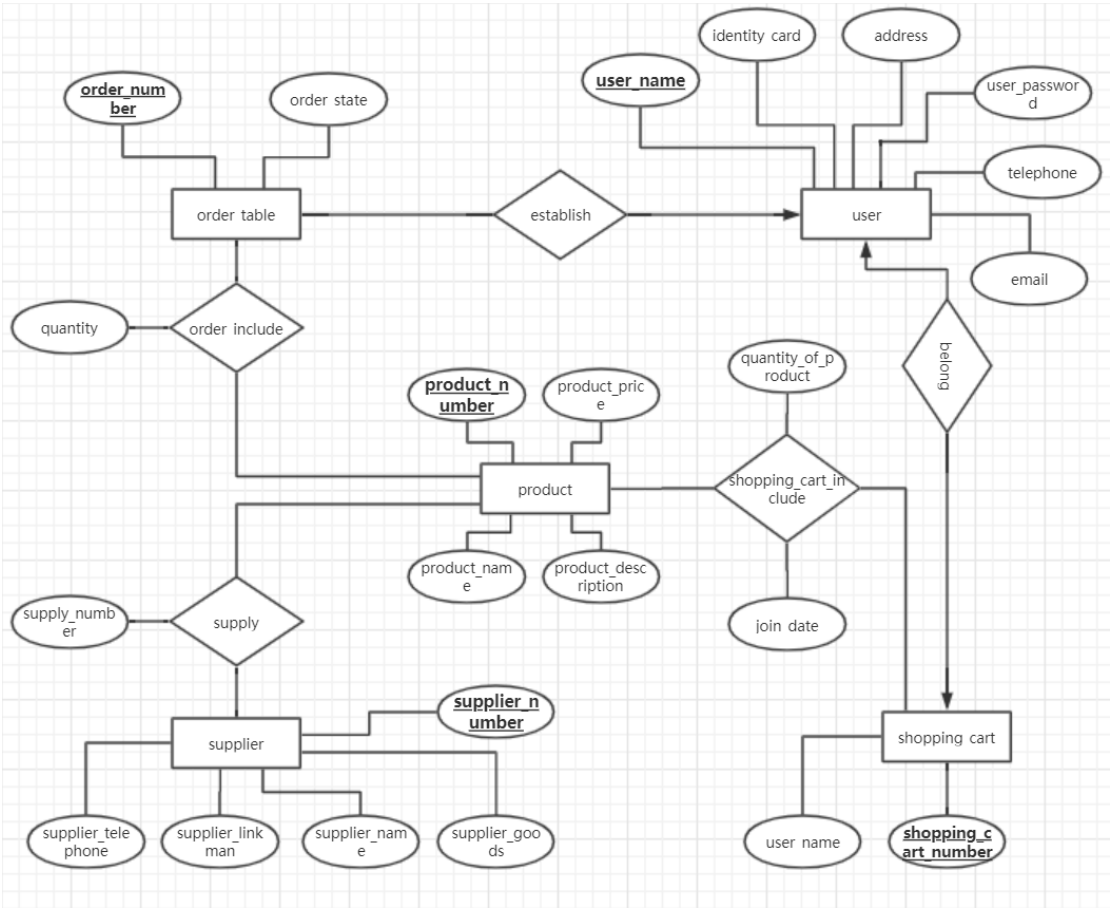 identity card
address
user_name
user_passwor
d
order_num
ber
order state
telephone
order table
establish
user
email
quantity
order include
belong
quantity_of_p
roduct
product_n
umber
product_pric
e
shopping_cart_in
clude
product
product_nam
e
product_desc
ription
supply_numb
er
supply
join date
supplier_n
umber
supplier
shopping cart
supplier_tele
phone
supplier_link
man
supplier_nam
e
supplier_goo
ds
user name
shopping_c
art_number